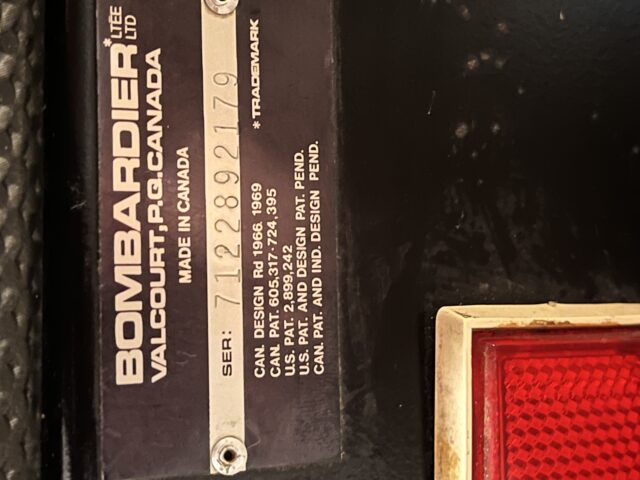 BOMBARDIER* LTÉE LTD
VALCOURT, P.Q. CANADA
MADE IN CANADA
SER: 7122892179
* TRADEMARK
CAN. DESIGN Rd 1966, 1969
CAN. PAT. 605,317-724,395
U.S. PAT. 2,899,242
U.S. PAT. AND DESIGN PAT. PEND.
CAN. PAT. AND IND. DESIGN PEND.